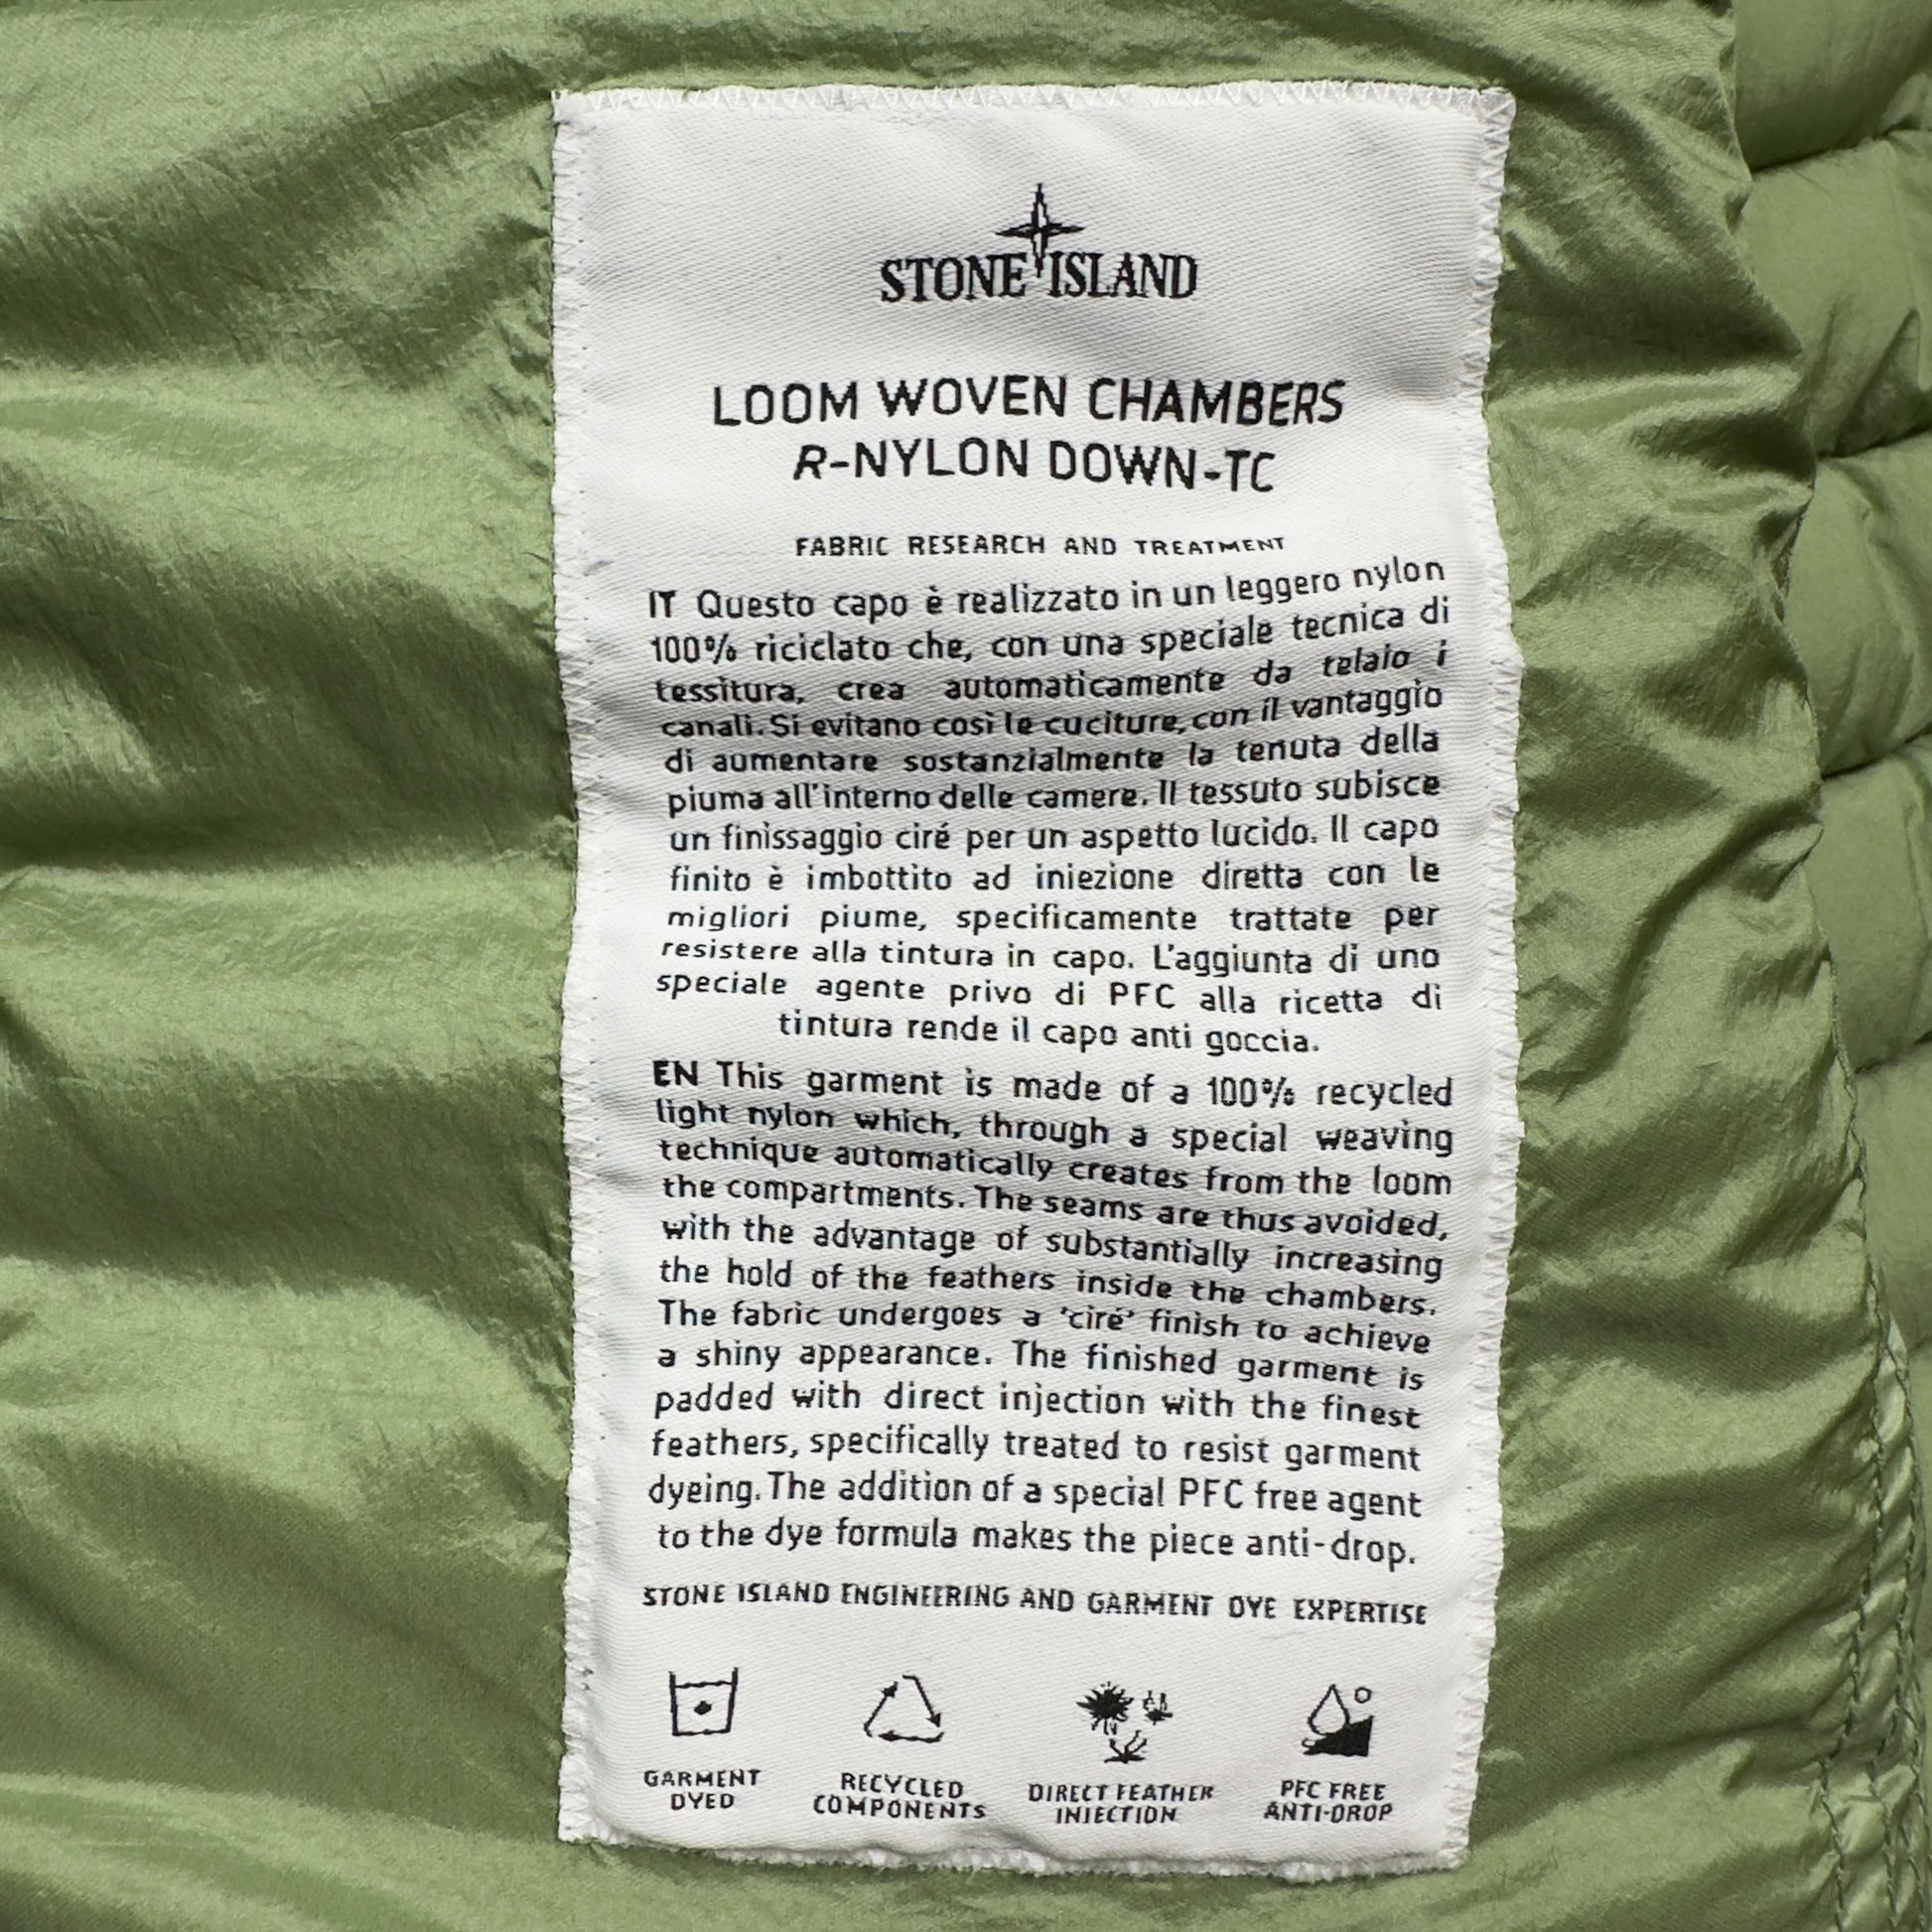 STONE ISLAND
LOOM WOVEN CHAMBERS
R-NYLON DOWN-TC
FABRIC RESEARCH AND TREATMENT
IT Questo capo è realizzato in un leggero nylon
100% riciclato che, con una speciale tecnica di
tessitura, crea automaticamente da telaio i
canali. Si evitano così le cuciture, con il vantaggio
di aumentare sostanzialmente la tenuta della
piuma all'interno delle camere. Il tessuto subisce
un finissaggio ciré per un aspetto lucido. Il capo
finito è imbottito ad iniezione diretta con le
migliori piume, specificamente trattate per
resistere alla tintura in capo. L'aggiunta di uno
speciale agente privo di PFC alla ricetta di
tintura rende il capo anti goccia.
EN This garment is made of a 100% recycled
light nylon which, through a special weaving
technique automatically creates from the loom
the compartments. The seams are thus avoided,
with the advantage of substantially increasing
the hold of the feathers inside the chambers.
The fabric undergoes a 'ciré' finish to achieve
a shiny appearance. The finished garment is
padded with direct injection with the finest
feathers, specifically treated to resist garment
dyeing. The addition of a special PFC free agent
to the dye formula makes the piece anti-drop.
STONE ISLAND ENGINEERING AND GARMENT DYE EXPERTISE
GARMENT
DYED
RECYCLED
COMPONENTS
DIRECT FEATHER
INJECTION
PFC FREE
ANTI-DROP